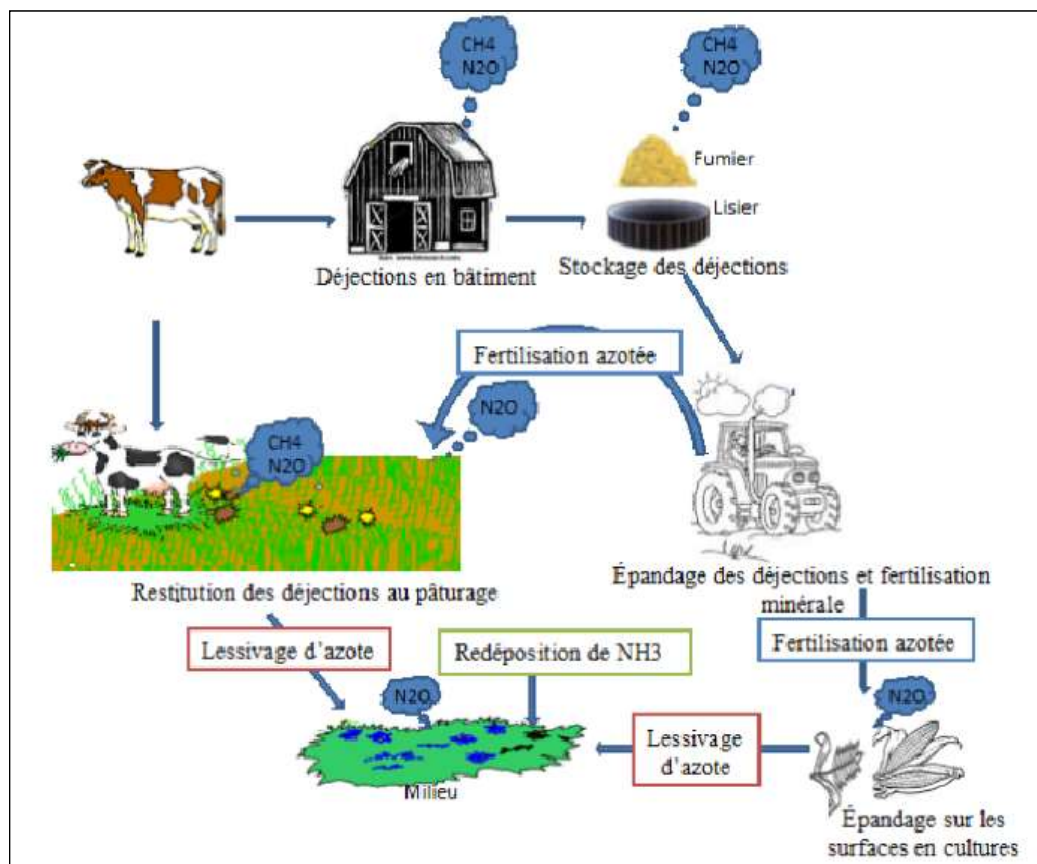 CH4
N2O
CH4
N2O
Fumier
Lisier
Déjections en bâtiment
Stockage des déjections
Fertilisation azotée
N2O
CH4
N2O
Restitution des déjections au pâturage
Épandage des déjections et fertilisation
minérale
Lessivage d'azote
Redéposition de NH3
Fertilisation azotée
N2O
N2O
Lessivage
d'azote
Milieu
Épandage sur les
surfaces en cultures